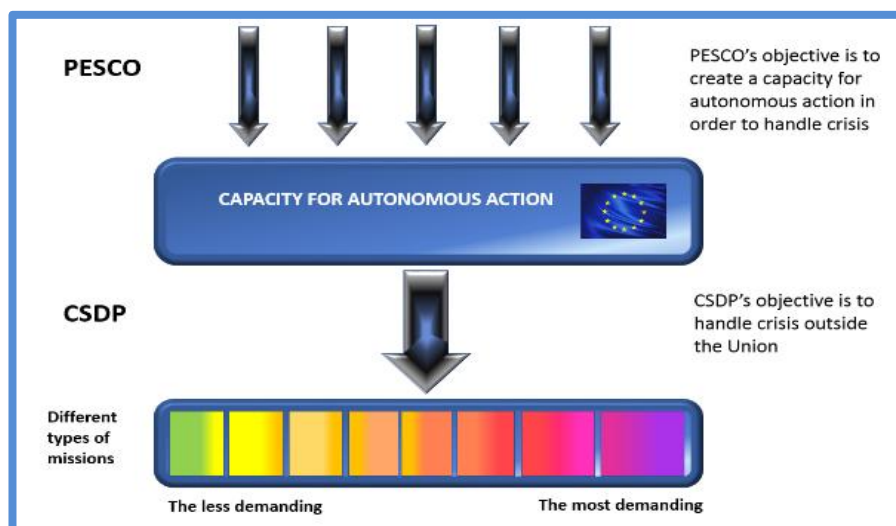 PESCO
PESCO’s objective is to
create a capacity for
autonomous action in
order to handle crisis
CAPACITY FOR AUTONOMOUS ACTION
CSDP
CSDP’s objective is to
handle crisis outside
the Union
Different
types of
missions
The less demanding
The most demanding